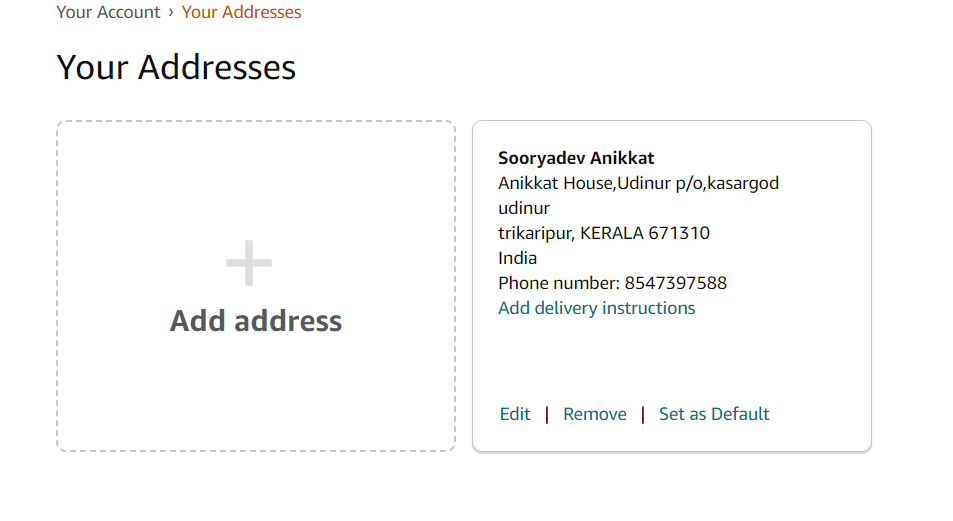 Your Account › Your Addresses
Your Addresses
Add address
Sooryadev Anikkat
Anikkat House,Udinur p/o,kasargod
udinur
trikaripur, KERALA 671310
India
Phone number: 8547397588
Add delivery instructions
Edit | Remove | Set as Default